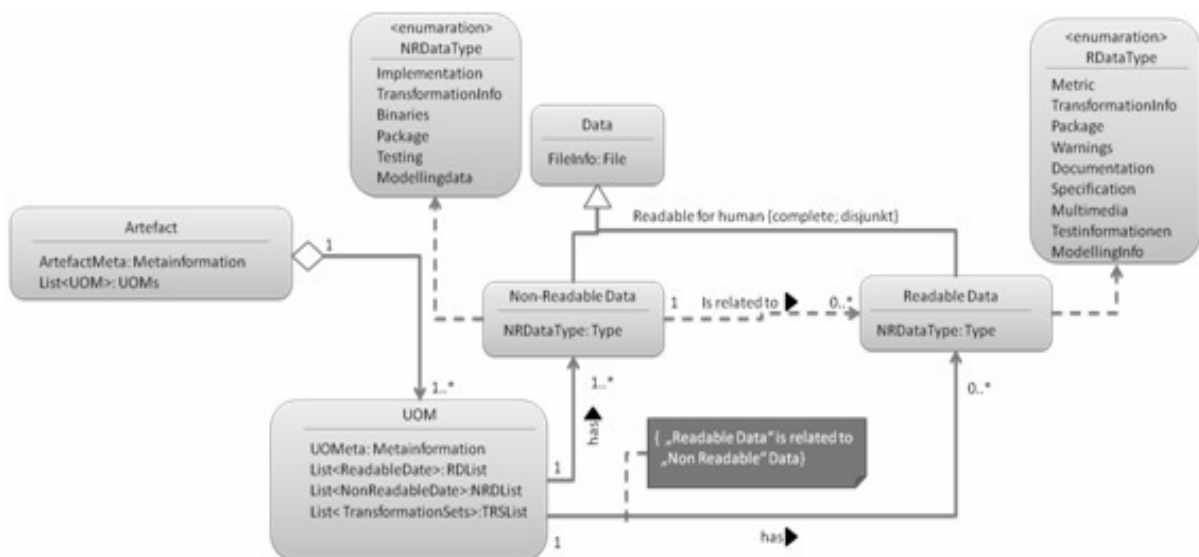 <enumaration>
NRDataType
Implementation
TransformationInfo
Binaries
Package
Testing
Modellingdata
Data
FileInfo: File
<enumaration>
RDataType
Metric
TransformationInfo
Package
Warnings
Documentation
Specification
Multimedia
Testinformationen
ModellingInfo
Readable for human {complete; disjunkt}
Artefact
ArtefactMeta: Metainformation
List<UOM>: UOMs
1
Non-Readable Data
NRDataType: Type
1
Is related to
0..*
Readable Data
NRDataType: Type
1..*
1..*
0..*
UOM
UOMeta: Metainformation
List<ReadableDate>: RDList
List<NonReadableDate>:NRDList
List< TransformationSets>:TRSList
1
has
{ „Readable Data“ is related to
„Non Readable“ Data}
1
has